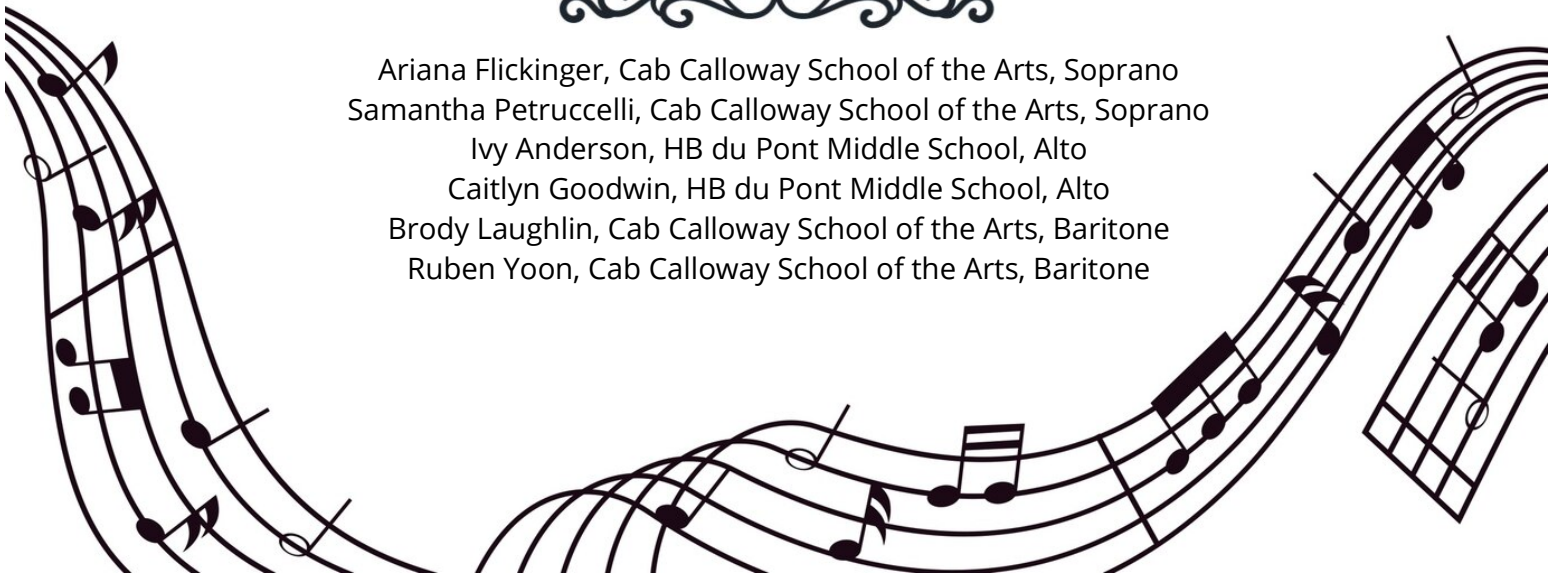 Ariana Flickinger, Cab Calloway School of the Arts, Soprano
Samantha Petruccelli, Cab Calloway School of the Arts, Soprano
Ivy Anderson, HB du Pont Middle School, Alto
Caitlyn Goodwin, HB du Pont Middle School, Alto
Brody Laughlin, Cab Calloway School of the Arts, Baritone
Ruben Yoon, Cab Calloway School of the Arts, Baritone